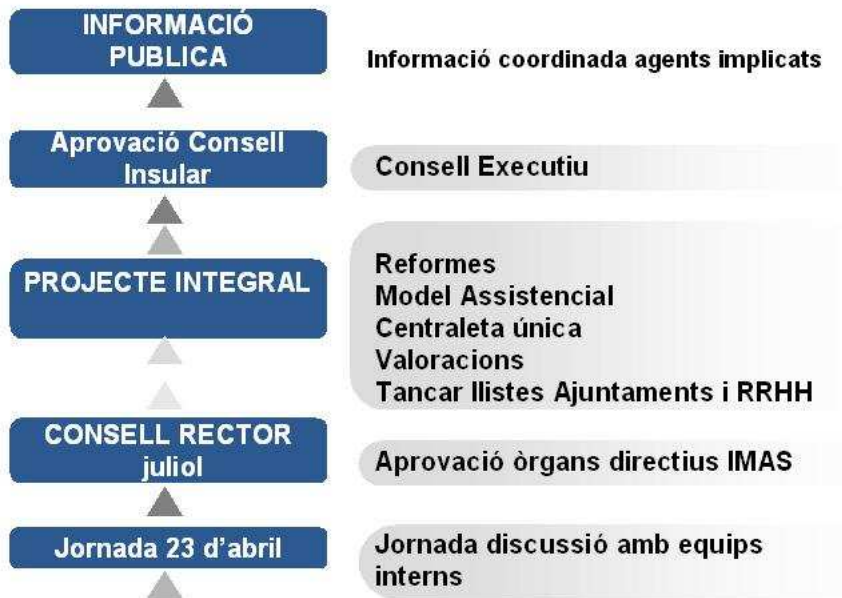 INFORMACIÓ
PUBLICA
Informació coordinada agents implicats
Aprovació Consell
Insular
Consell Executiu
PROJECTE INTEGRAL
Reformes
Model Assistencial
Centraleta única
Valoracions
Tancar llistes Ajuntaments i RRHH
CONSELL RECTOR
juliol
Aprovació òrgans directius IMAS
Jornada 23 d'abril
Jornada discussió amb equips
interns